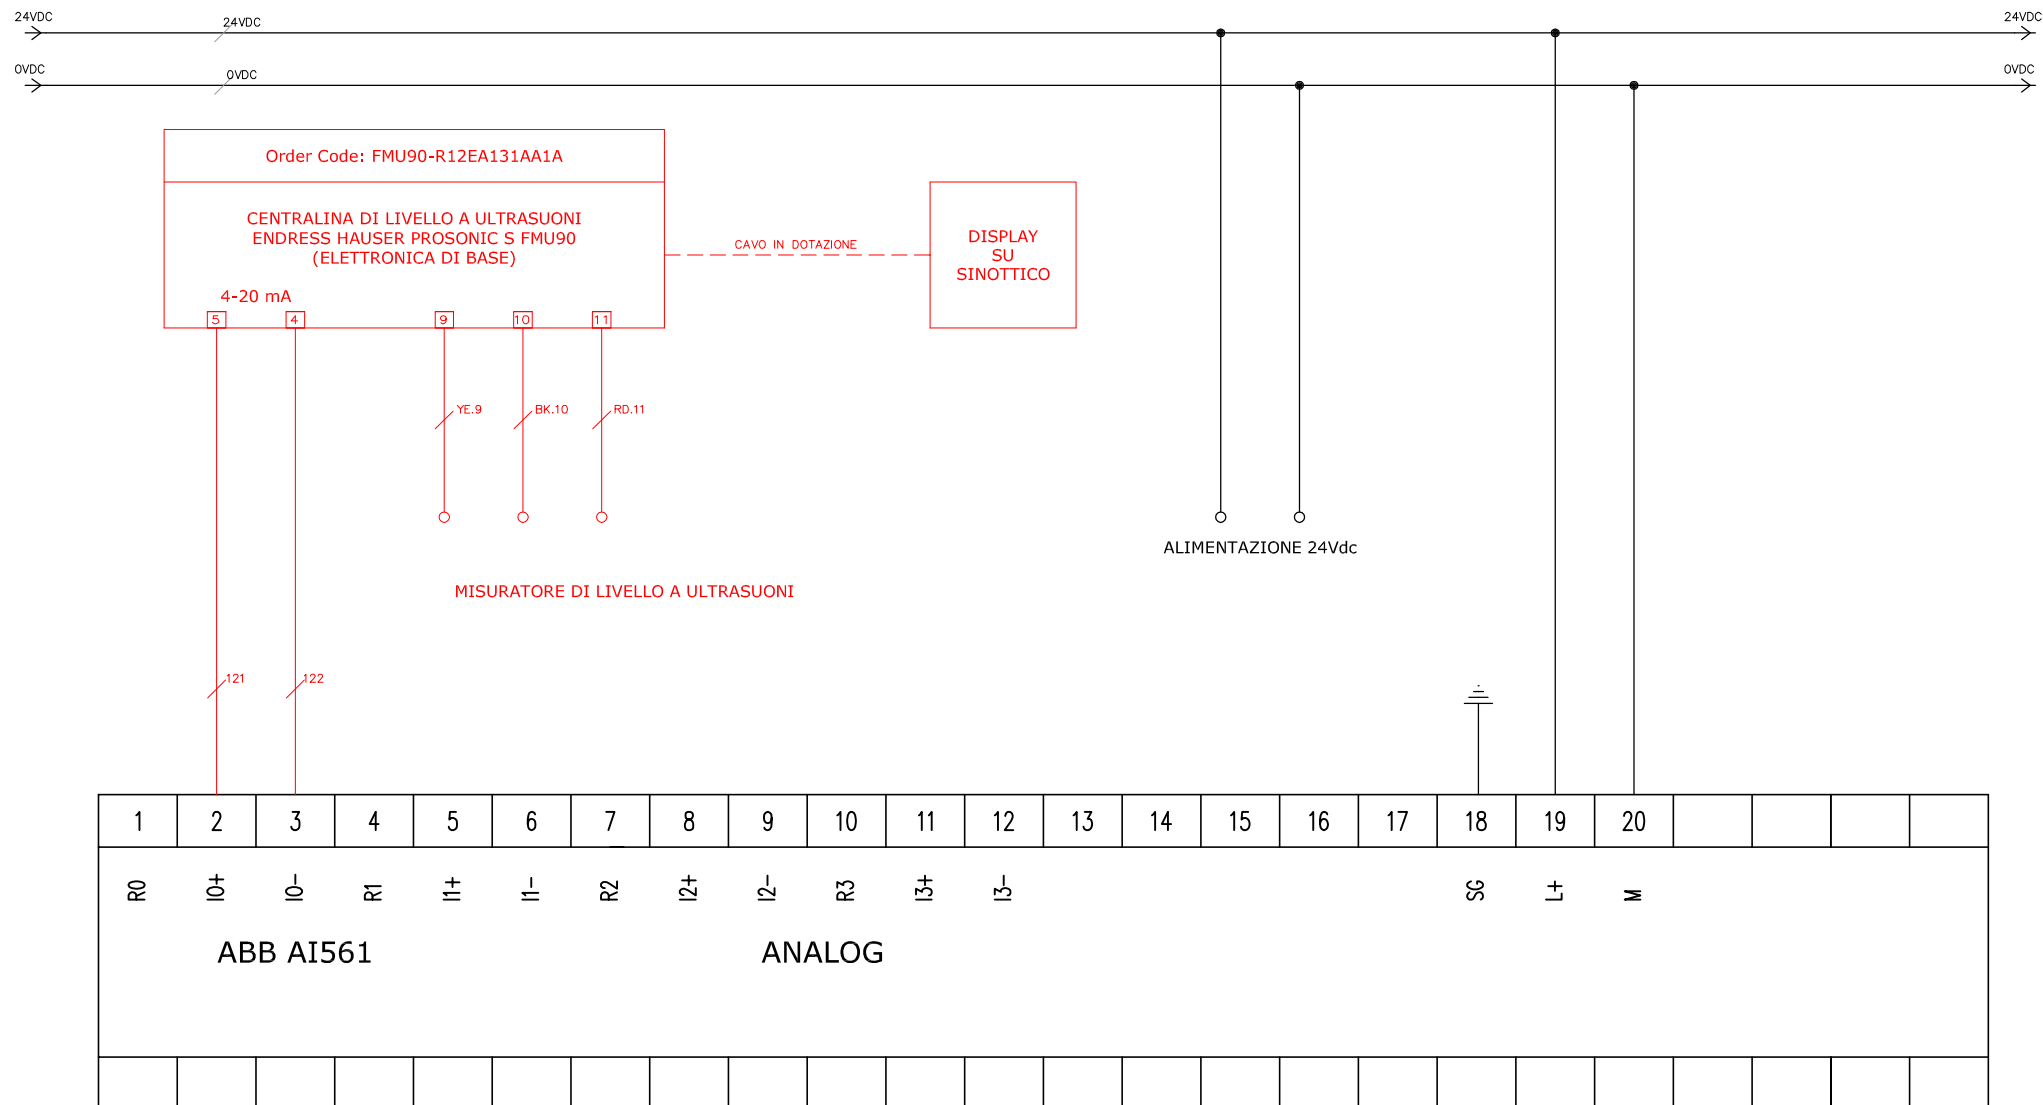 24VDC
24VDC
24VDC
0VDC
0VDC
0VDC
Order Code: FMU90-R12EA131AA1A
CENTRALINA DI LIVELLO A ULTRASUONI
ENDRESS HAUSER PROSONIC S FMU90
(ELETTRONICA DI BASE)
4-20 mA
5 4 9 10 11
CAVO IN DOTAZIONE
DISPLAY
SU
SINOTTICO
YE.9 BK.10 RD.11
ALIMENTAZIONE 24Vdc
MISURATORE DI LIVELLO A ULTRASUONI
121 122
1 2 3 4 5 6 7 8 9 10 11 12 13 14 15 16 17 18 19 20
R0 I0+ I0- R1 I1+ I1- R2 I2+ I2- R3 I3+ I3- SG L+ M
ABB AI561 ANALOG